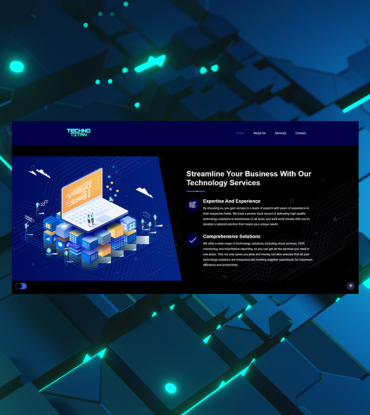 TECHNO
TITAN
Home
About Us
Services
Contact
Streamline Your Business With Our
Technology Services
Expertise And Experience
By choosing us, you gain access to a team of experts with years of experience in
their respective fields. We have a proven track record of delivering high quality
technology solutions to businesses of all sizes, and we'll work closely with you to
develop a tailored solution that meets your unique needs.
Comprehensive Solutions
We offer a wide range of technology solutions, including cloud services,
monitoring, and infrastructure reporting, so you can get all the services you need in
one place. This not only saves you time and money, but also ensures that all your
technology solutions are integrated and working together seamlessly for maximum
efficiency and productivity.